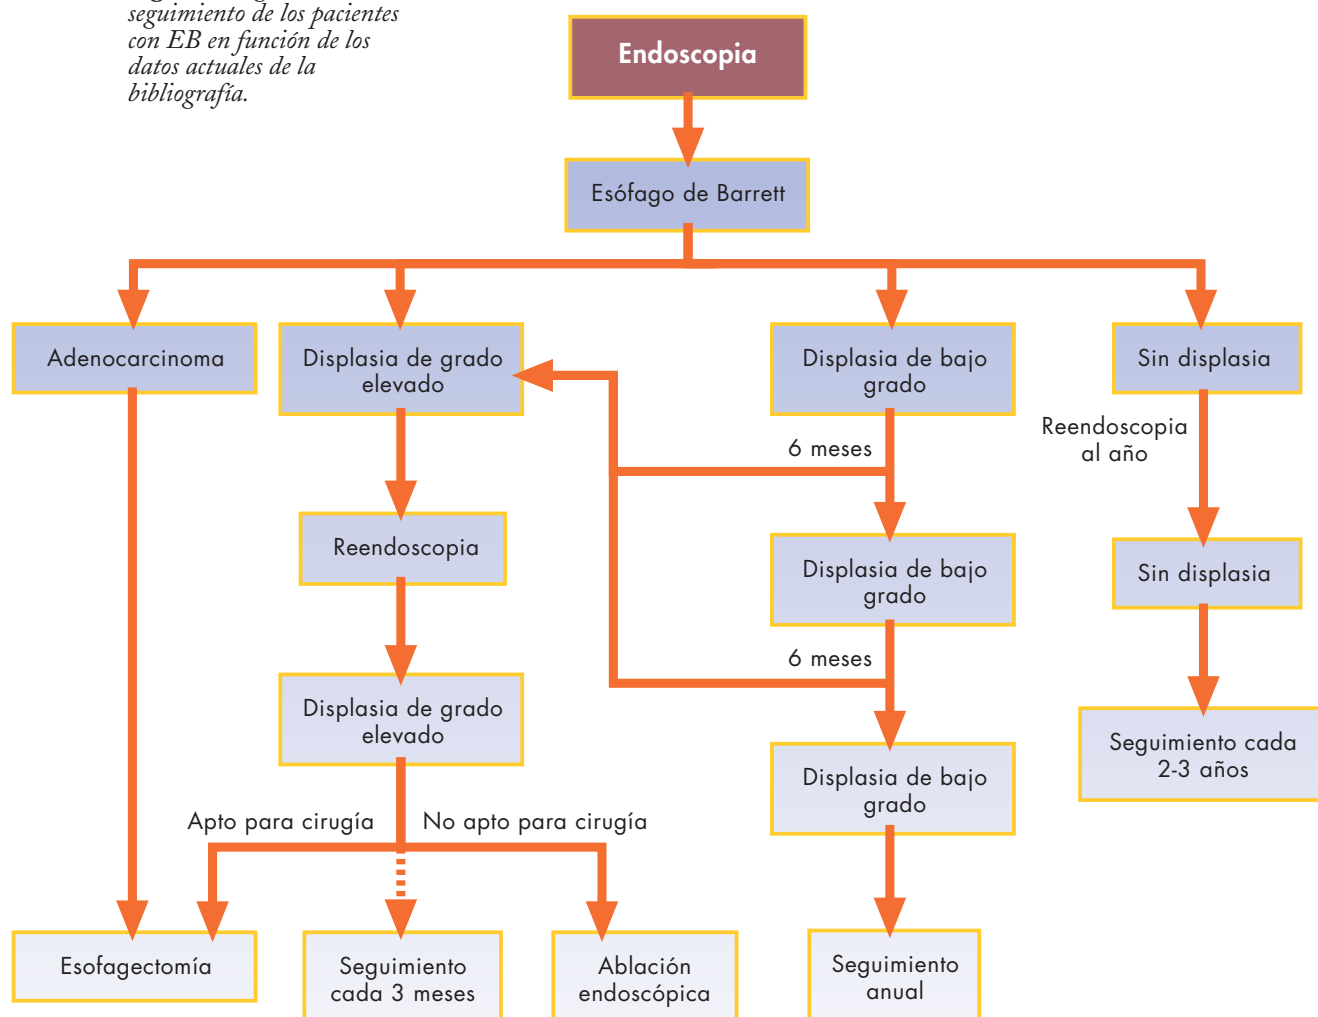 seguimiento de los pacientes
con EB en función de los
datos actuales de la
bibliografía.
Endoscopia
Esófago de Barrett
Adenocarcinoma
Displasia de grado
elevado
Displasia de bajo
grado
Sin displasia
6 meses
Reendoscopia
al año
Reendoscopia
Displasia de bajo
grado
Sin displasia
6 meses
Displasia de grado
elevado
Displasia de bajo
grado
Seguimiento cada
2-3 años
Apto para cirugía
No apto para cirugía
Esofagectomía
Seguimiento
cada 3 meses
Ablación
endoscópica
Seguimiento
anual